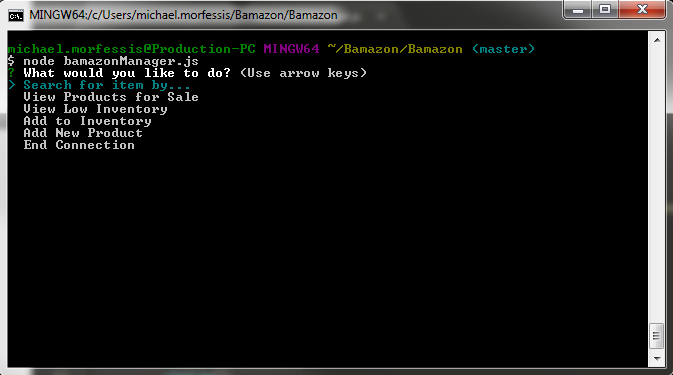 MINGW64:/c/Users/michael.morfessis/Bamazon/Bamazon
michael.morfessis@Production-PC MINGW64 ~/Bamazon/Bamazon (master)
$ node bamazonManager.js
? What would you like to do? (Use arrow keys)
> Search for item by...
View Products for Sale
View Low Inventory
Add to Inventory
Add New Product
End Connection